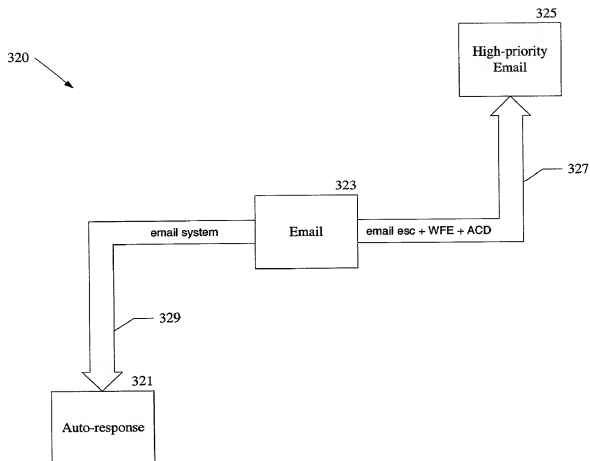 325
High-priority
Email
320
327
323
Email
email system
email esc + WFE + ACD
329
321
Auto-response